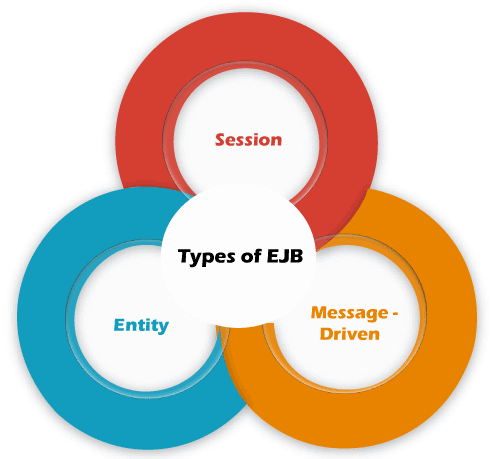 Session
Types of EJB
Entity
Message -
Driven